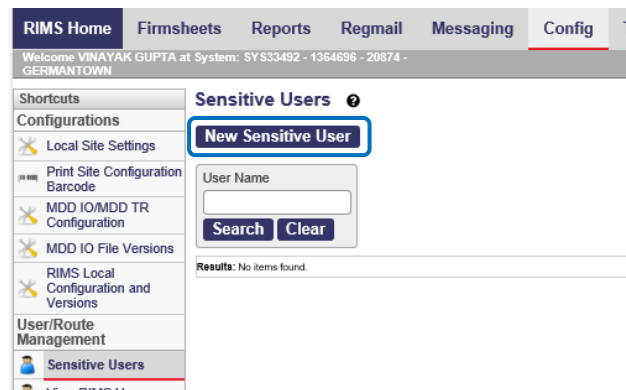 RIMS Home Firmsheets Reports Regmail Messaging Config
Welcome VINAYAK GUPTA at System: SYS33492 - 1364696 - 20874 -
GERMANTOWN
Shortcuts
Configurations
Local Site Settings
Print Site Configuration
Barcode
MDD IO/MDD TR
Configuration
MDD IO File Versions
RIMS Local
Configuration and
Versions
User/Route
Management
Sensitive Users
Sensitive Users ?
New Sensitive User
User Name
Search Clear
Results: No items found.